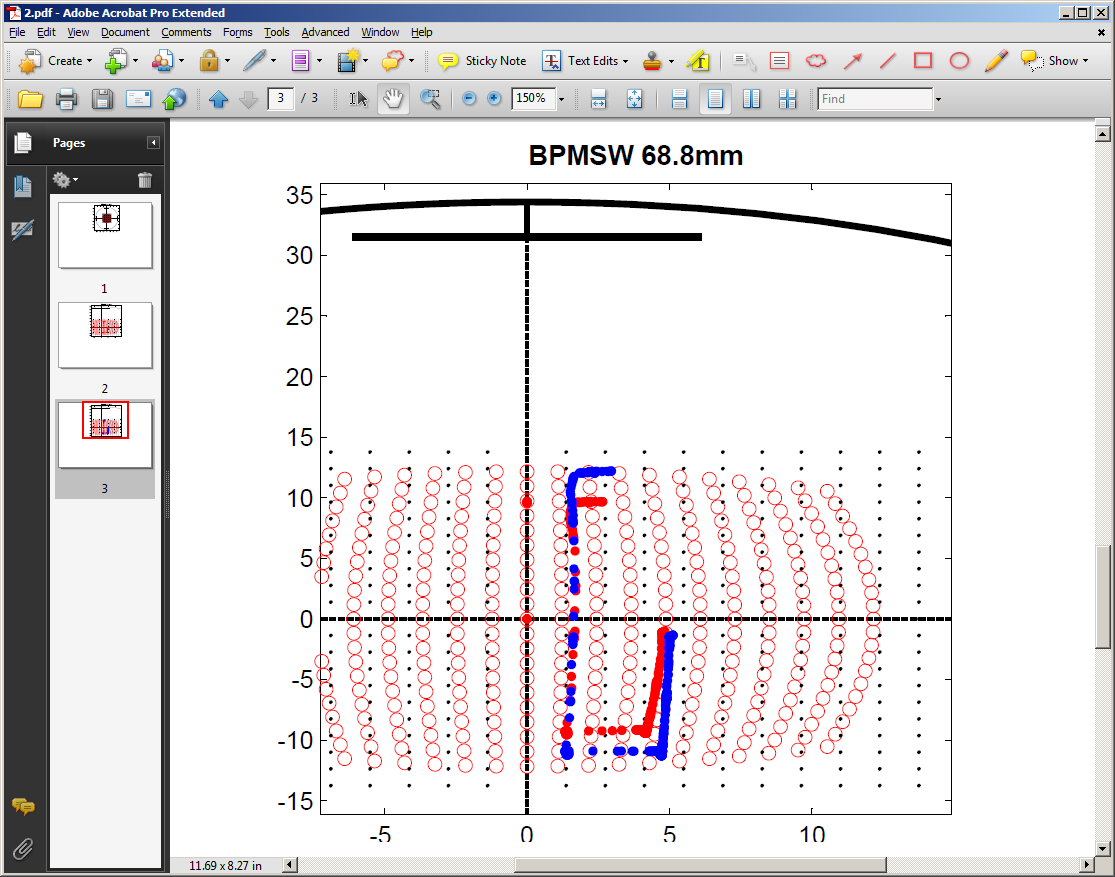 2.pdf - Adobe Acrobat Pro Extended
File Edit View Document Comments Forms Tools Advanced Window Help
Create Sticky Note Text Edits Show
3 / 3 150% Find
Pages
1
2
3
BPMSW 68.8mm
35
30
25
20
15
10
5
0
-5
-10
-15
-5 0 5 10
11.69 x 8.27 in